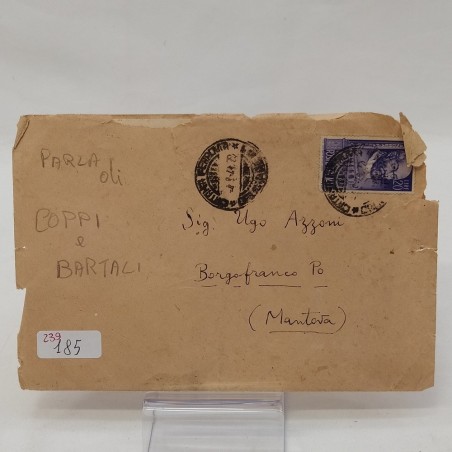 PARLA
di
COPPI
e
BARTALI
Sig. Ugo Azzoni
Borgofranco Po
(Mantova)
239
185